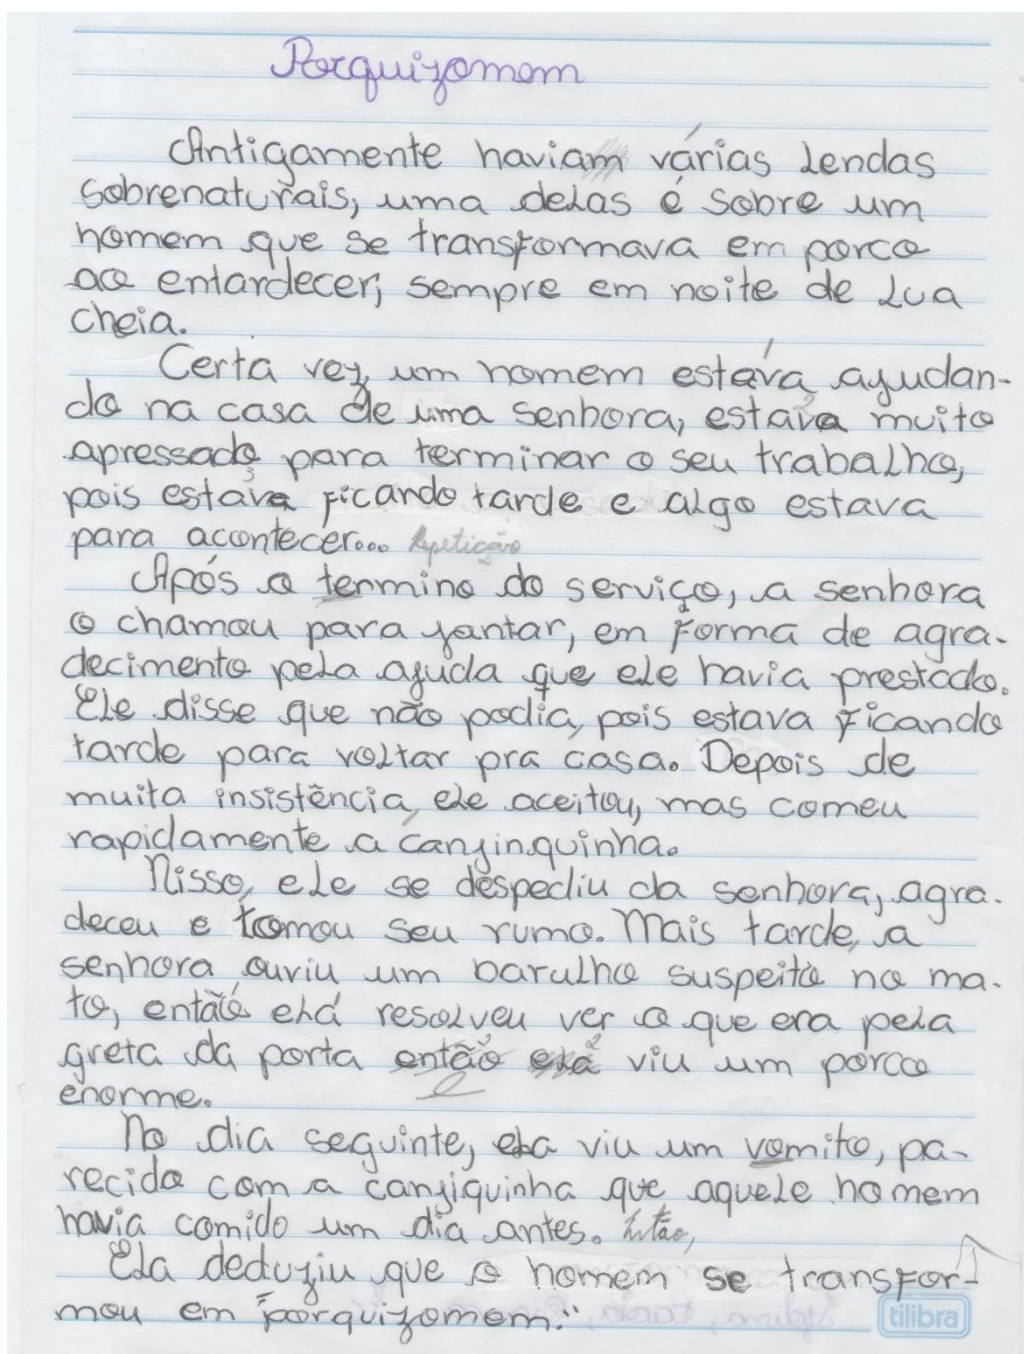 Porquizomem
Antigamente haviam várias lendas
sobrenaturais, uma delas é sobre um
homem que se transformava em porco
ao entardecer, sempre em noite de lua
cheia.
Certa vez, um homem estava ajudan-
do na casa de uma senhora, estava muito
apressado para terminar o seu trabalho,
pois estava ficando tarde e algo estava
para acontecer... Repetição
Após o termino do serviço, a senhora
o chamou para jantar, em forma de agra-
decimento pela ajuda que ele havia prestado.
Ele disse que não podia, pois estava ficando
tarde para voltar pra casa. Depois de
muita insistência, ele aceitou, mas comeu
rapidamente a canjinquinha.
Nisso, ele se despediu da senhora, agra-
deceu e tomou seu rumo. Mais tarde, a
senhora ouviu um barulho suspeito no ma-
to, então ela resolveu ver o que era pela
greta da porta então ela viu um porco
e
enorme.
No dia seguinte, ela viu um vomito, pa-
recido com a canjiquinha que aquele homem
havia comido um dia antes. Então,
Ela deduziu que o homem se transfor-
mou em "porquizomem."
tilibra